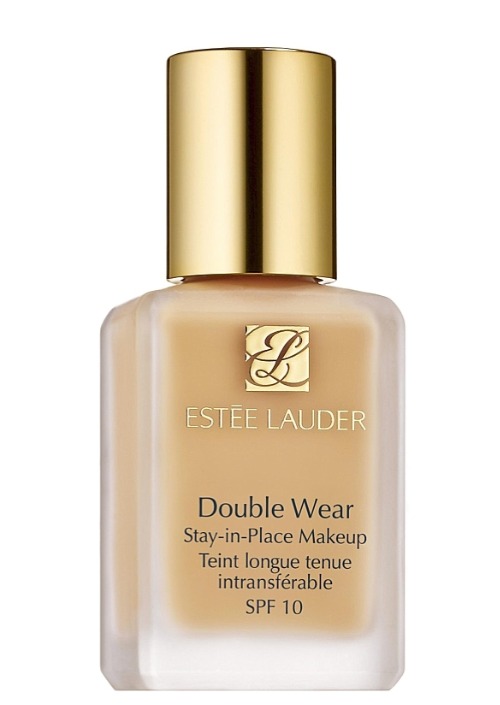 ESTĒE LAUDER
Double Wear
Stay-in-Place Makeup
Teint longue tenue
intransférable
SPF 10